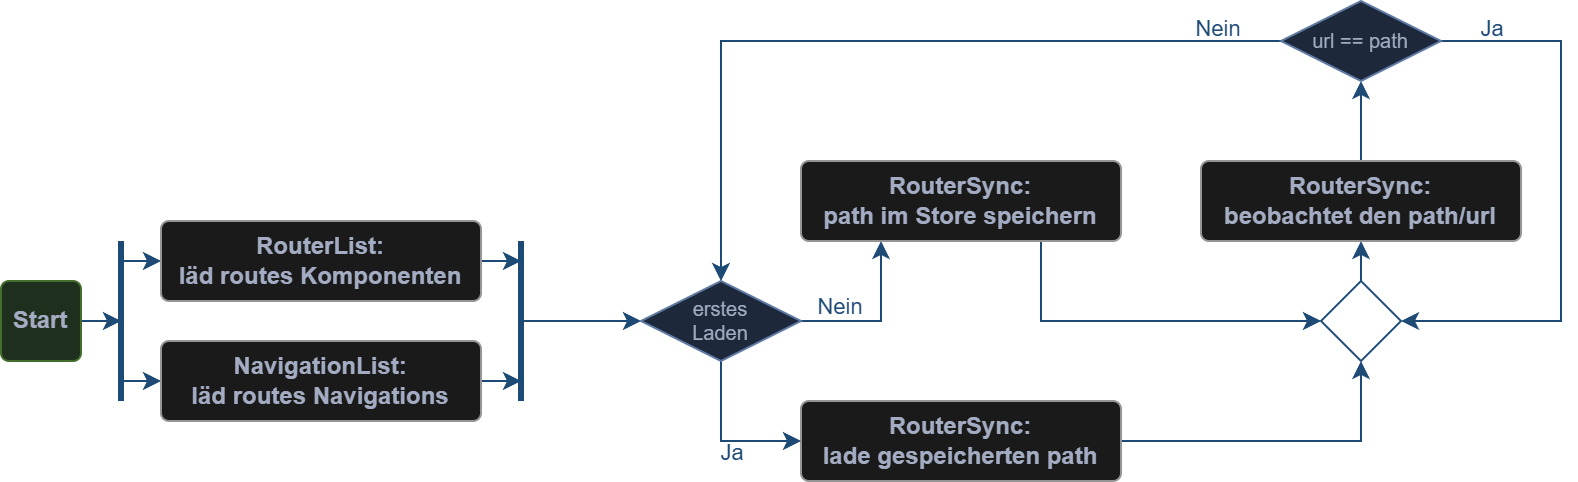 Start
RouterList:
läd routes Komponenten
NavigationList:
läd routes Navigations
erstes
Laden
Nein
Ja
RouterSync:
path im Store speichern
RouterSync:
lade gespeicherten path
RouterSync:
beobachtet den path/url
url == path
Nein
Ja